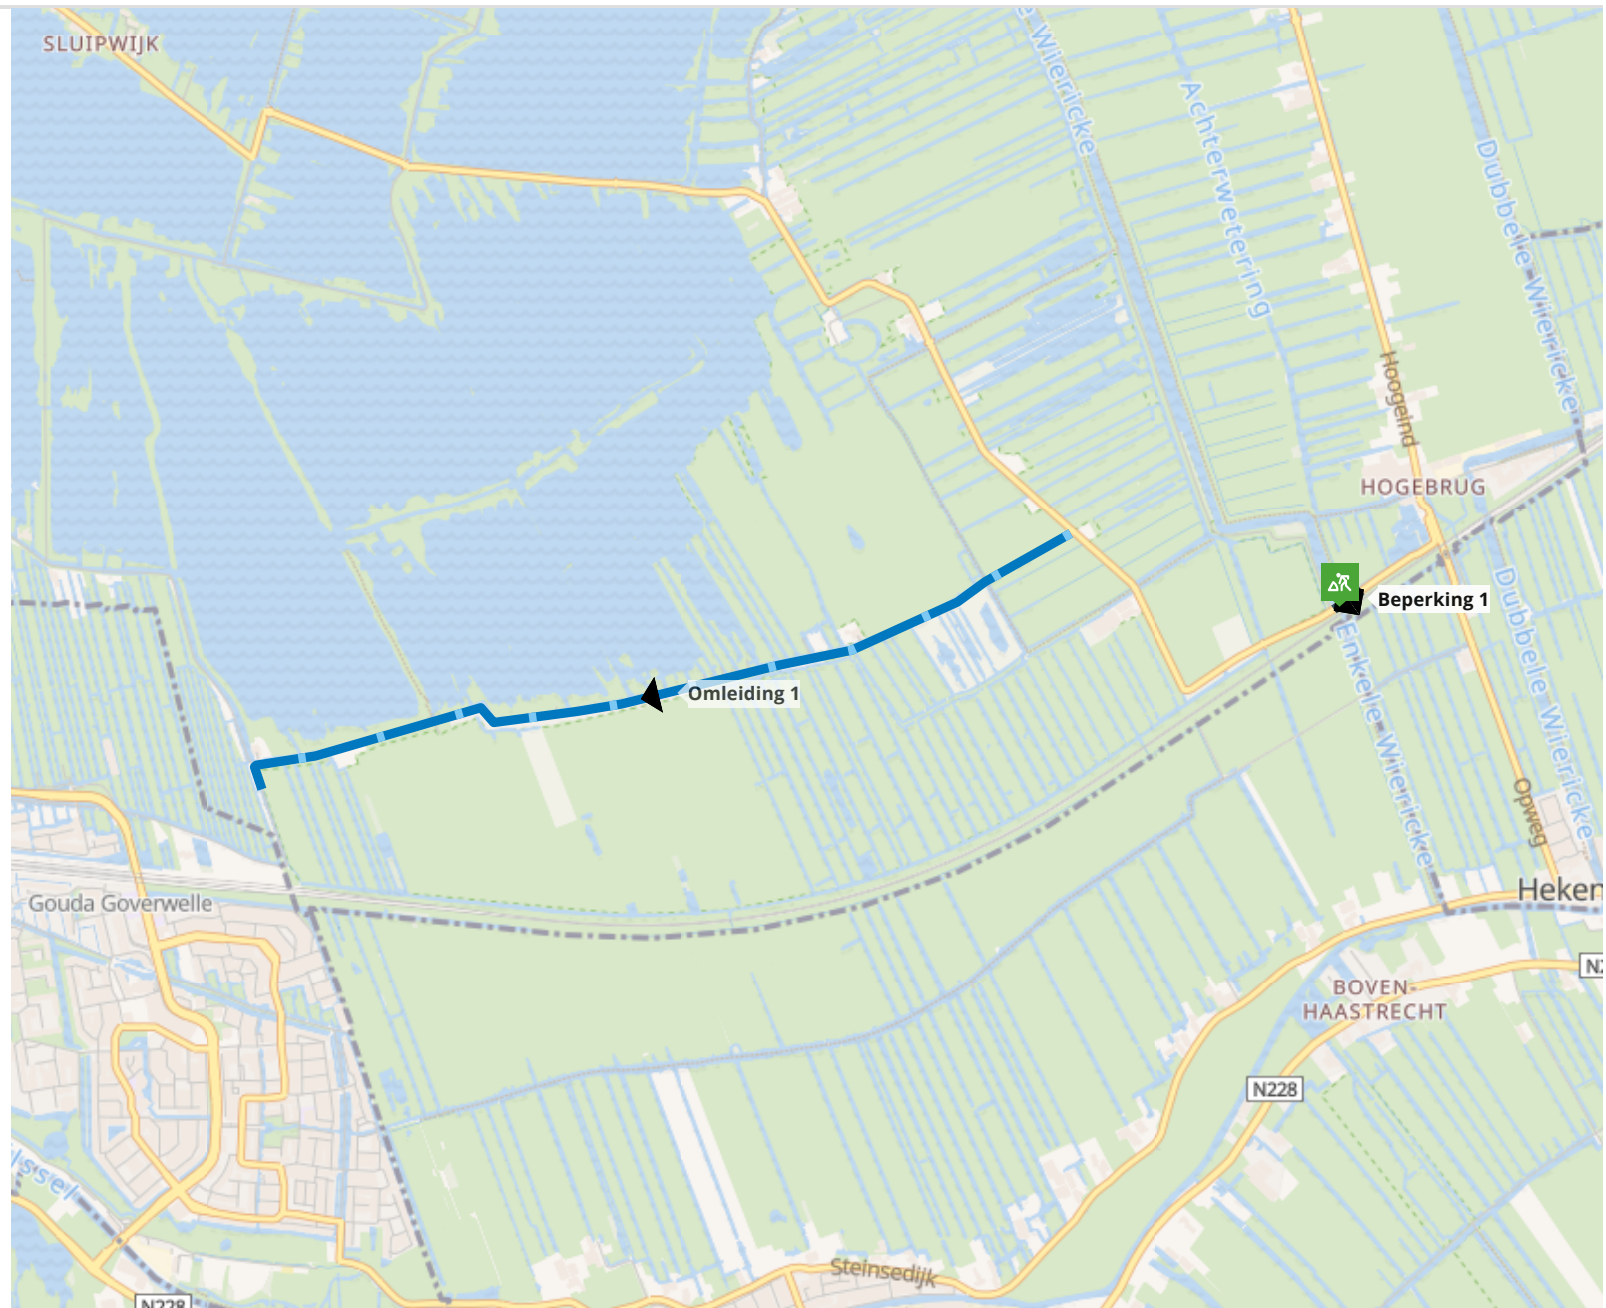 SLUIPWIJK
Wiericke
Achterwetering
Dubbele Wiericke
Hoogeind
HOGEBRUG
Beperking 1
Omleiding 1
Enkele Wiericke
Dubbele Wiericke
Opweg
Gouda Goverwelle
Heken
BOVEN-
HAASTRECHT
N2
N228
IJssel
Steinsedijk
N228